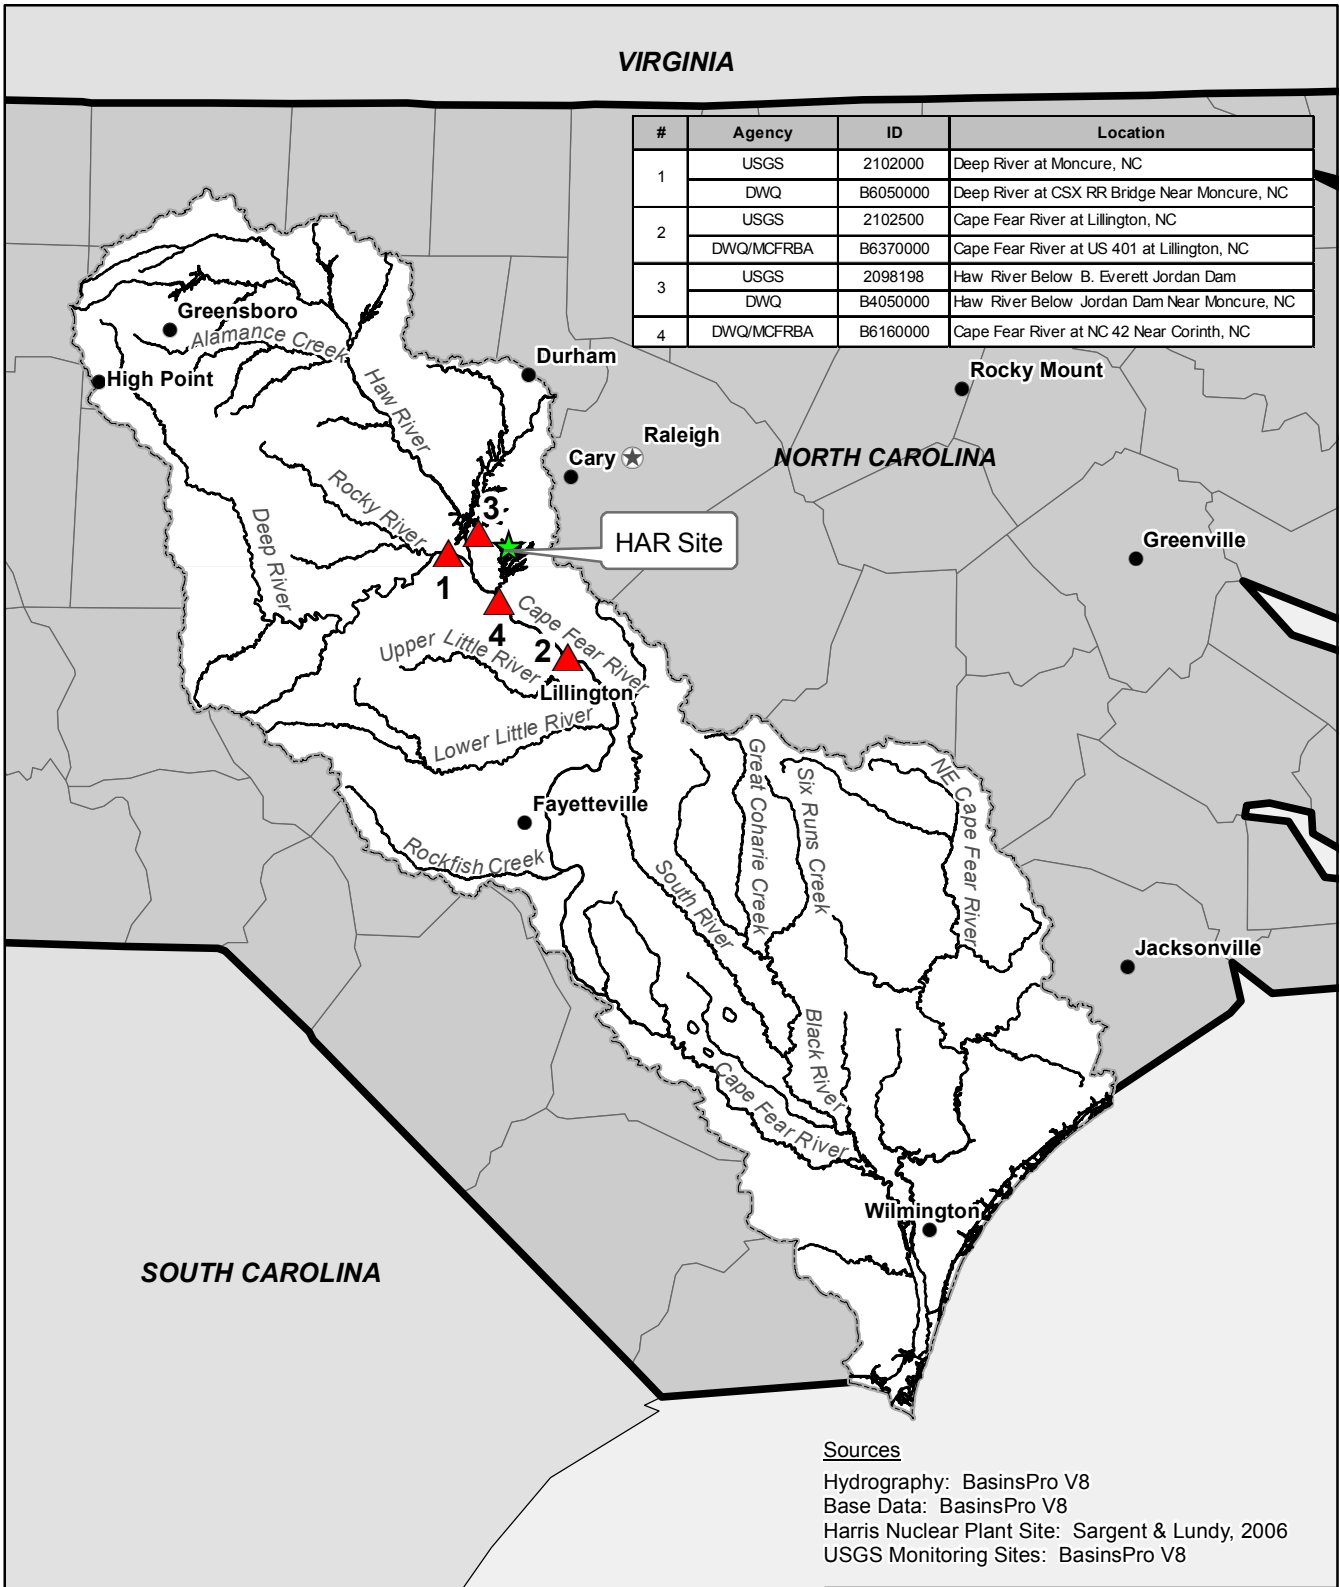 VIRGINIA
# Agency ID Location
1 USGS 2102000 Deep River at Moncure, NC
DWQ B6050000 Deep River at CSX RR Bridge Near Moncure, NC
2 USGS 2102500 Cape Fear River at Lillington, NC
DWQ/MCFRBA B6370000 Cape Fear River at US 401 at Lillington, NC
3 USGS 2098198 Haw River Below B. Everett Jordan Dam
DWQ B4050000 Haw River Below Jordan Dam Near Moncure, NC
4 DWQ/MCFRBA B6160000 Cape Fear River at NC 42 Near Corinth, NC
Greensboro
Alamance Creek
High Point
Durham
Rocky Mount
Haw River
Raleigh
Cary
NORTH CAROLINA
Rocky River
3
Deep River
HAR Site
Greenville
1
4
Cape Fear River
2
Upper Little River
Lillington
Lower Little River
Great Coharie Creek
Six Runs Creek
NE Cape Fear River
Fayetteville
Rockfish Creek
South River
Jacksonville
Black River
Cape Fear River
Wilmington
SOUTH CAROLINA
Sources
Hydrography: BasinsPro V8
Base Data: BasinsPro V8
Harris Nuclear Plant Site: Sargent & Lundy, 2006
USGS Monitoring Sites: BasinsPro V8